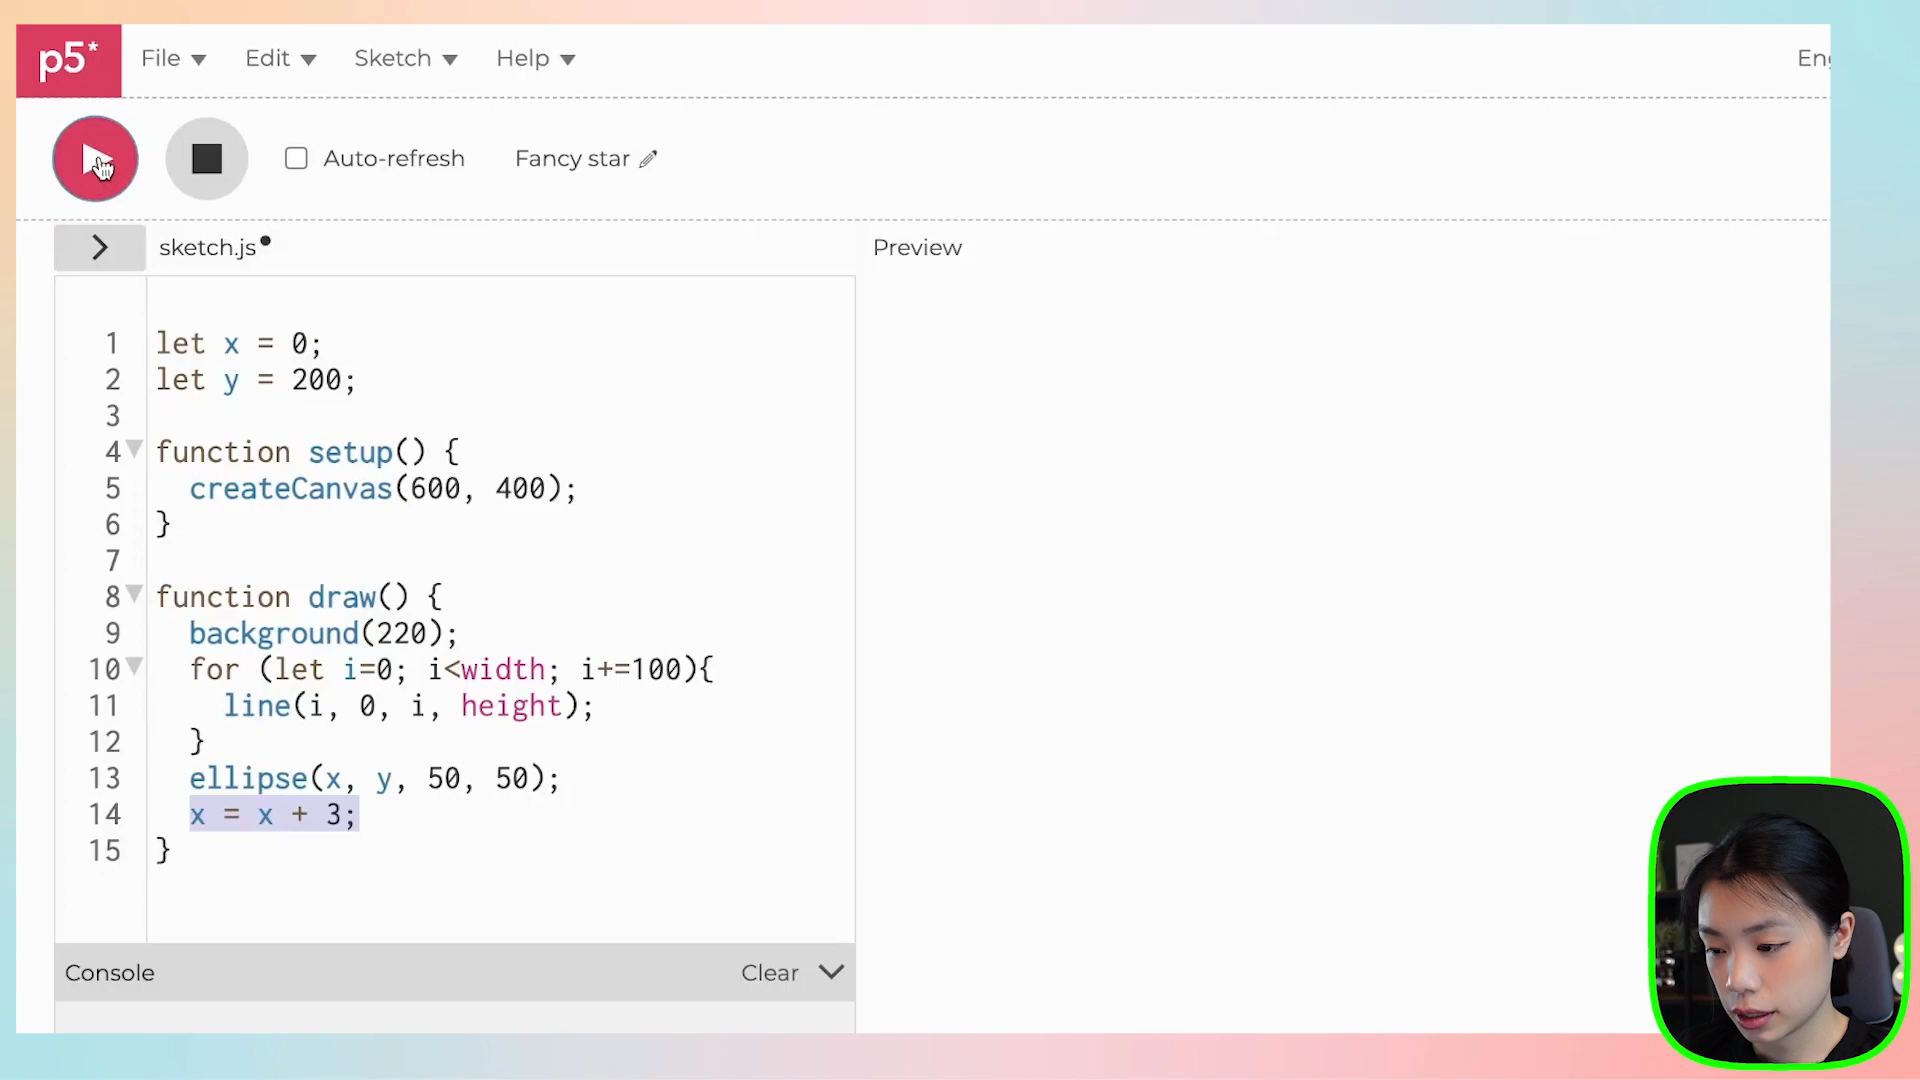 p5* File Edit Sketch Help
Auto-refresh Fancy star
sketch.js Preview
1 let x = 0;
2 let y = 200;
3
4 function setup() {
5 createCanvas(600, 400);
6 }
7
8 function draw() {
9 background(220);
10 for (let i=0; i<width; i+=100){
11 line(i, 0, i, height);
12 }
13 ellipse(x, y, 50, 50);
14 x = x + 3;
15 }
Console Clear